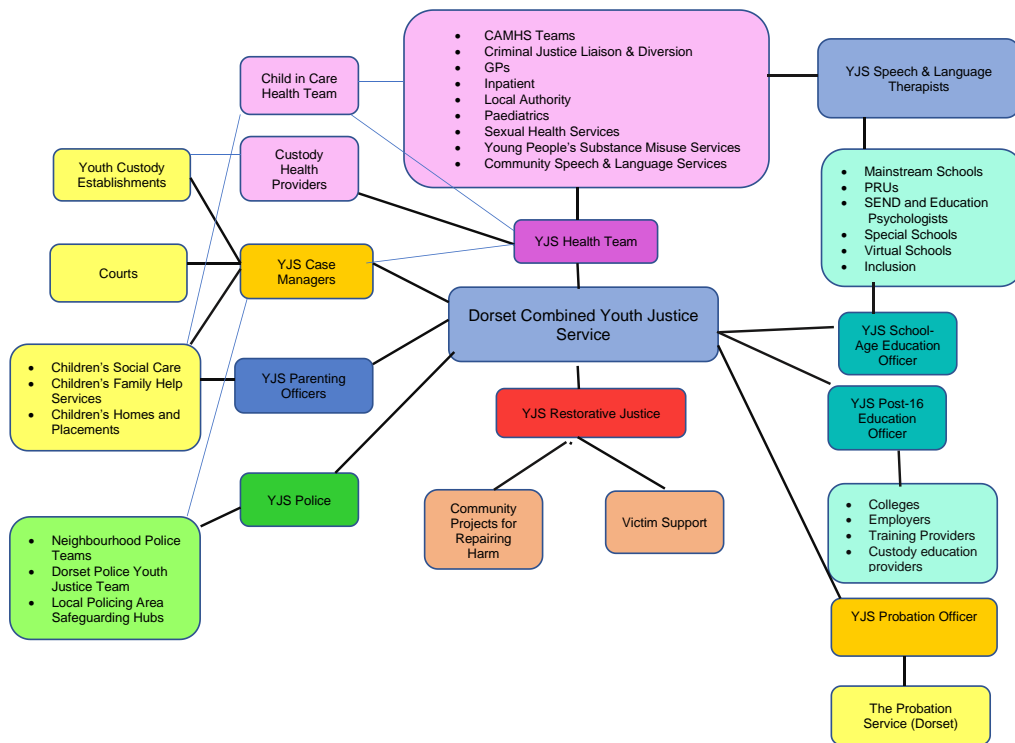 • CAMHS Teams
• Criminal Justice Liaison & Diversion
• GPs
• Inpatient
• Local Authority
• Paediatrics
• Sexual Health Services
• Young People's Substance Misuse Services
• Community Speech & Language Services
YJS Speech & Language
Therapists
Child in Care
Health Team
Youth Custody
Establishments
Custody
Health
Providers
• Mainstream Schools
• PRUs
• SEND and Education
Psychologists
• Special Schools
• Virtual Schools
• Inclusion
YJS Health Team
Courts
YJS Case
Managers
Dorset Combined Youth Justice
Service
YJS School-
Age Education
Officer
• Children's Social Care
• Children's Family Help
Services
• Children's Homes and
Placements
YJS Parenting
Officers
YJS Restorative Justice
YJS Post-16
Education
Officer
YJS Police
Community
Projects for
Repairing
Harm
Victim Support
• Colleges
• Employers
• Training Providers
• Custody education
providers
• Neighbourhood Police
Teams
• Dorset Police Youth
Justice Team
• Local Policing Area
Safeguarding Hubs
YJS Probation Officer
The Probation
Service (Dorset)